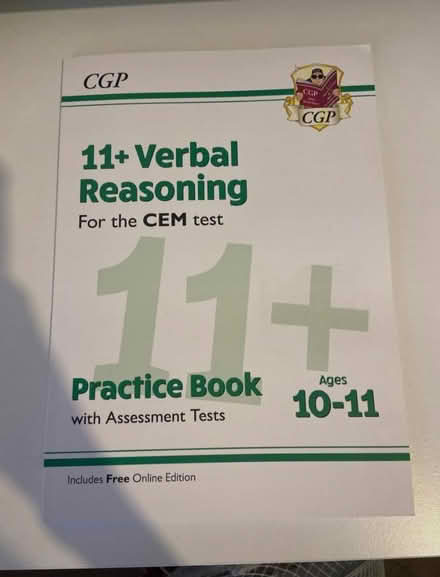 CGP
CGP
CGP
11+ Verbal
Reasoning
For the CEM test
11+
Practice Book
with Assessment Tests
Ages
10-11
Includes Free Online Edition